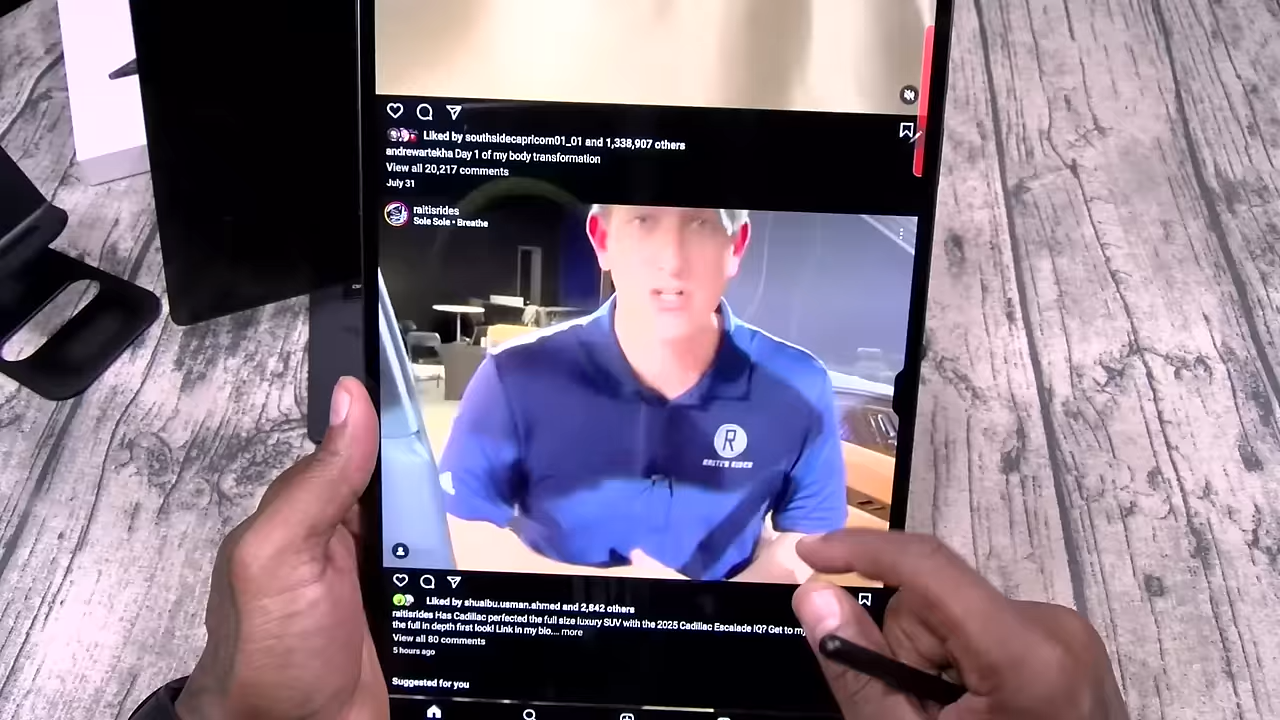 Liked by southsidecapricorn01_01 and 1,338,907 others
andrewartekha Day 1 of my body transformation
View all 20,217 comments
July 31
raitisrides
Sole Sole • Breathe
R
RAITI'S RIDES
Liked by shuaibu.usman.ahmed and 2,842 others
raitisrides Has Cadillac perfected the full size luxury SUV with the 2025 Cadillac Escalade IQ? Get to my
the full in depth first look! Link in my bio.... more
View all 80 comments
5 hours ago
Suggested for you